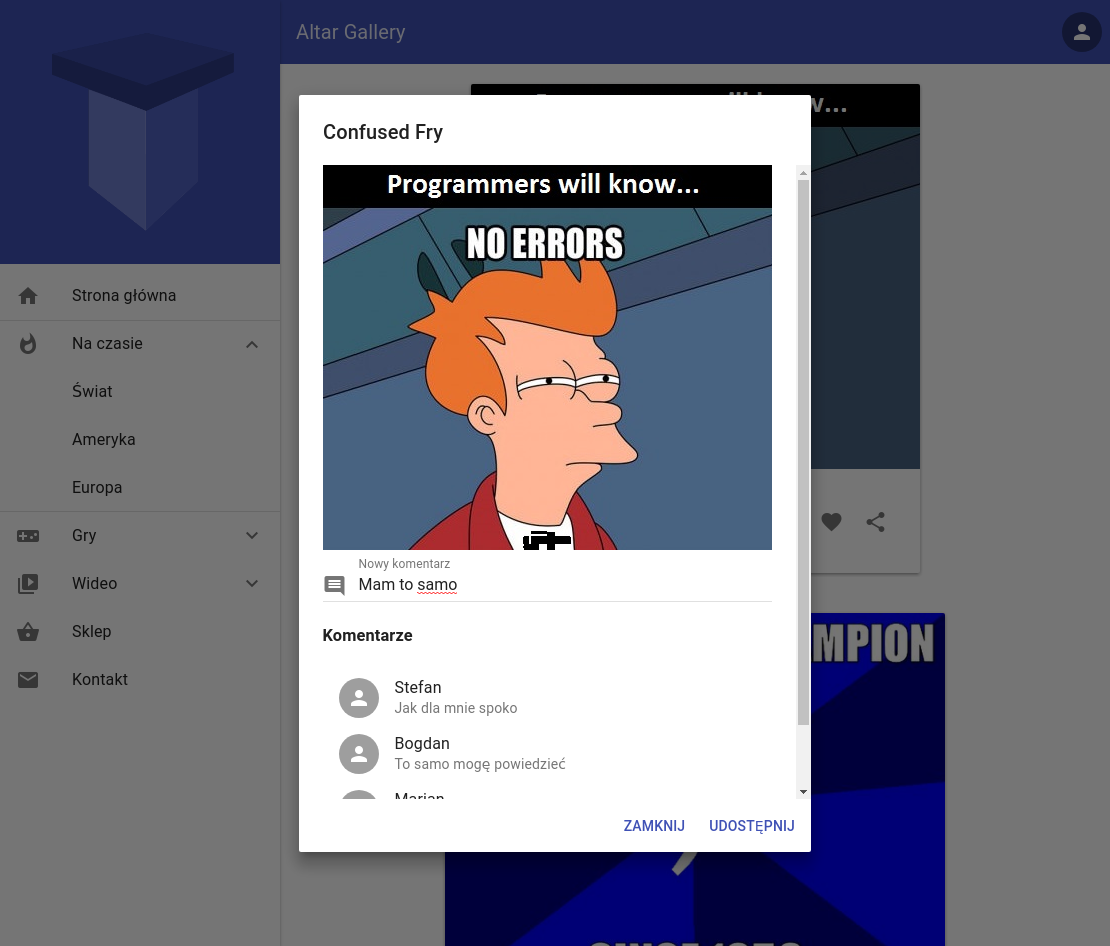 Altar Gallery
Strona główna
Na czasie
Świat
Ameryka
Europa
Gry
Wideo
Sklep
Kontakt
Confused Fry
Programmers will know...
NO ERRORS
Nowy komentarz
Mam to samo
Komentarze
Stefan
Jak dla mnie spoko
Bogdan
To samo mogę powiedzieć
Marian
ZAMKNIJ
UDOSTĘPNIJ
MPION